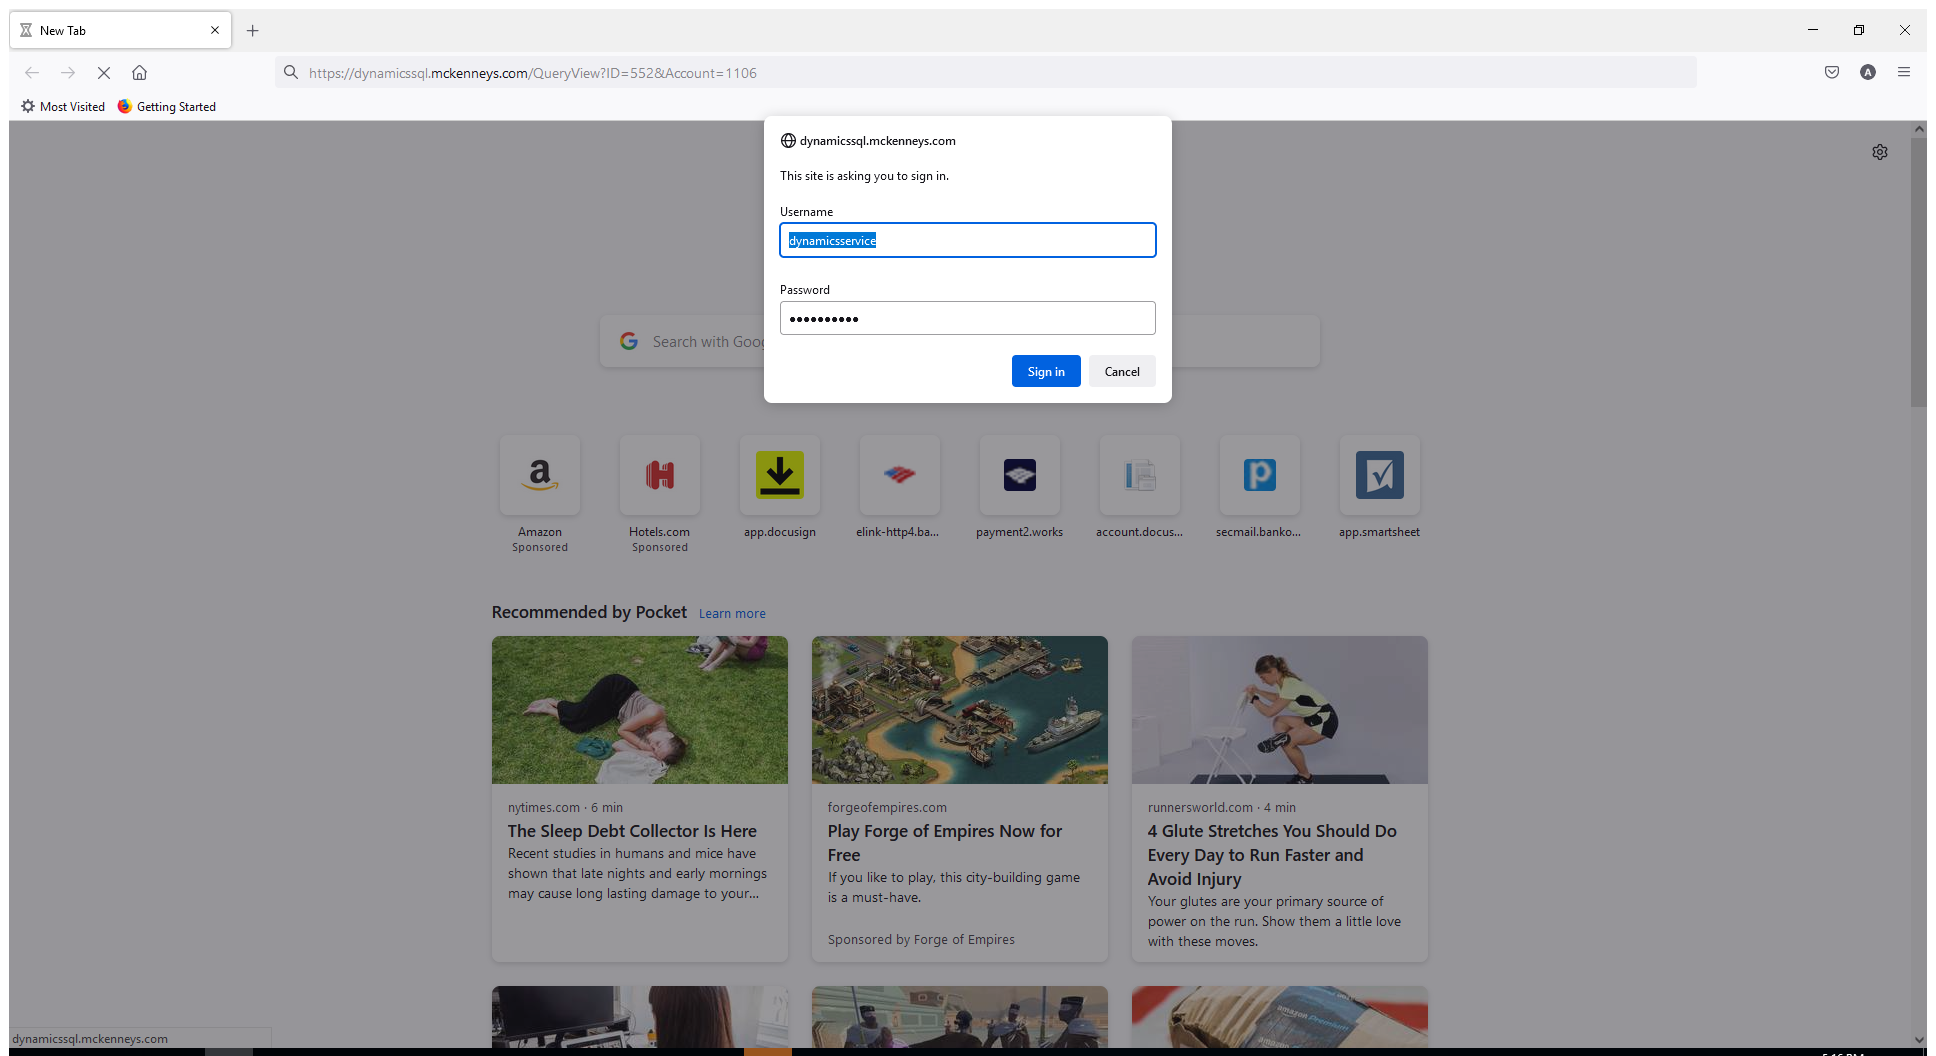 New Tab
https://dynamicssql.mckenneys.com/QueryView?ID=552&Account=1106
A
Most Visited
Getting Started
dynamicssql.mckenneys.com
This site is asking you to sign in.
Username
dynamicsservice
Password
Search with Goo
Sign in
Cancel
a
p
Amazon
Sponsored
Hotels.com
Sponsored
app.docusign
elink-http4.ba...
payment2.works
account.docus...
secmail.banko...
app.smartsheet
Recommended by Pocket
Learn more
nytimes.com · 6 min
The Sleep Debt Collector Is Here
Recent studies in humans and mice have
shown that late nights and early mornings
may cause long lasting damage to your...
forgeofempires.com
Play Forge of Empires Now for
Free
If you like to play, this city-building game
is a must-have.
Sponsored by Forge of Empires
runnersworld.com · 4 min
4 Glute Stretches You Should Do
Every Day to Run Faster and
Avoid Injury
Your glutes are your primary source of
power on the run. Show them a little love
with these moves.
amazon Premium
dynamicssql.mckenneys.com